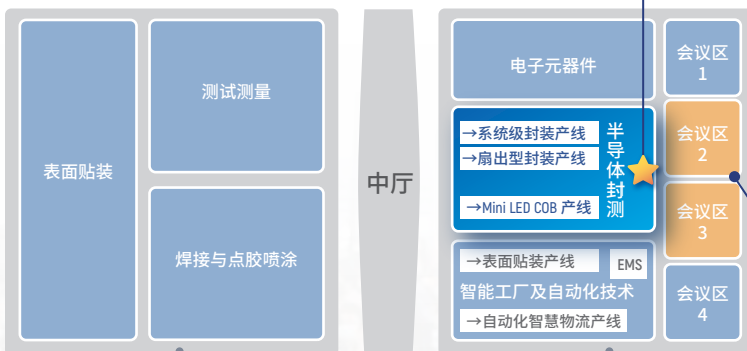 表面贴装
测试测量
焊接与点胶喷涂
中厅
电子元器件
→系统级封装产线
→扇出型封装产线
→Mini LED COB 产线
半导体封测
→表面贴装产线
EMS
智能工厂及自动化技术
→自动化智慧物流产线
会议区
1
会议区
2
会议区
3
会议区
4